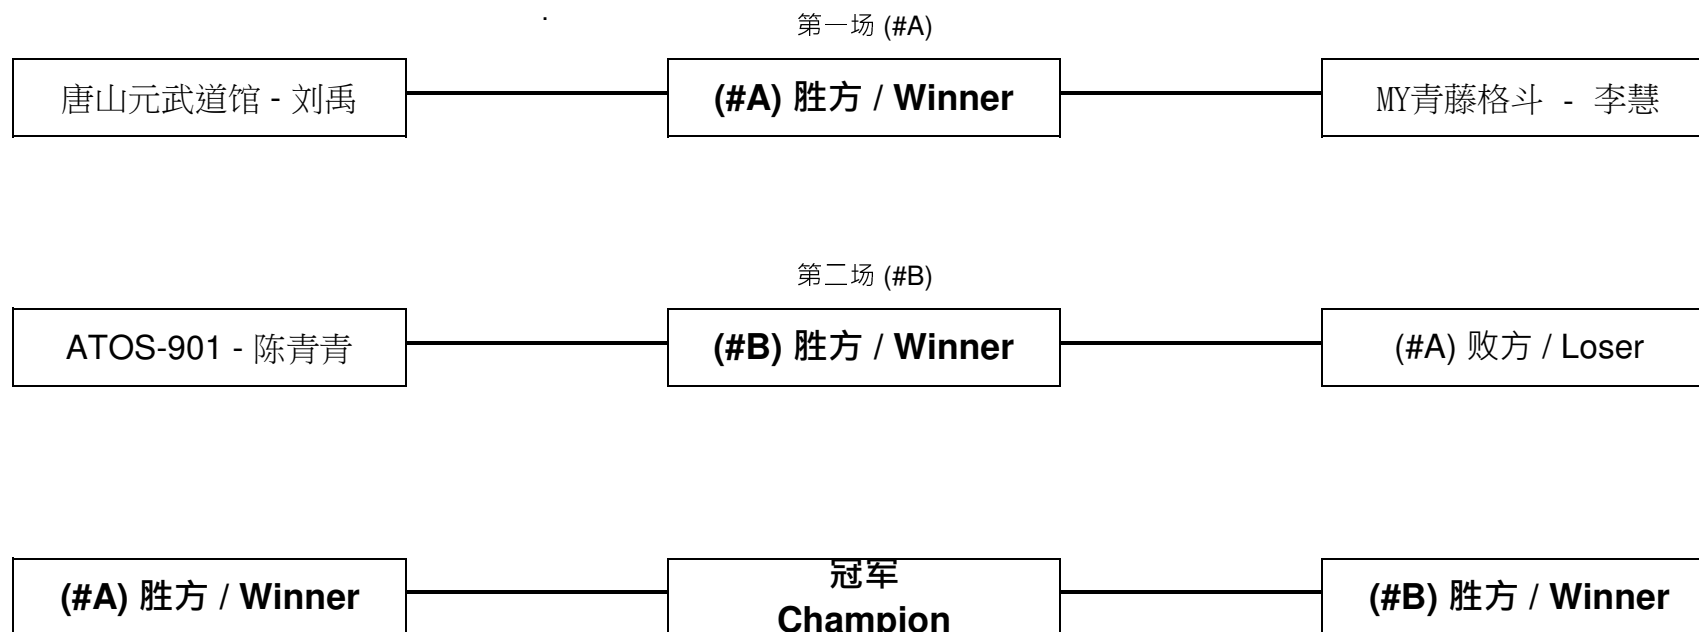 第一场 (#A)
唐山元武道馆 - 刘禹
(#A) 胜方 / Winner
MY青藤格斗 - 李慧
第二场 (#B)
ATOS-901 - 陈青青
(#B) 胜方 / Winner
(#A) 败方 / Loser
(#A) 胜方 / Winner
冠军
Champion
(#B) 胜方 / Winner